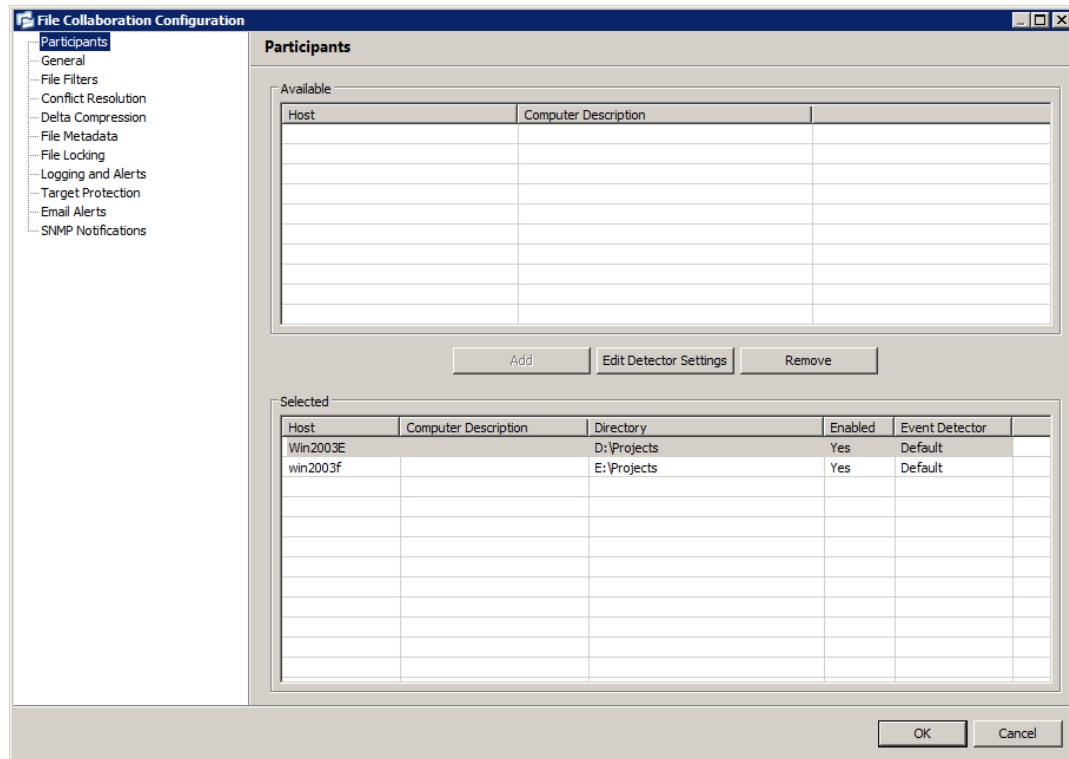 File Collaboration Configuration
Participants
General
File Filters
Conflict Resolution
Delta Compression
File Metadata
File Locking
Logging and Alerts
Target Protection
Email Alerts
SNMP Notifications
Participants
Available
Host Computer Description
Add Edit Detector Settings Remove
Selected
Host Computer Description Directory Enabled Event Detector
Win2003E D:\Projects Yes Default
win2003f E:\Projects Yes Default
OK Cancel